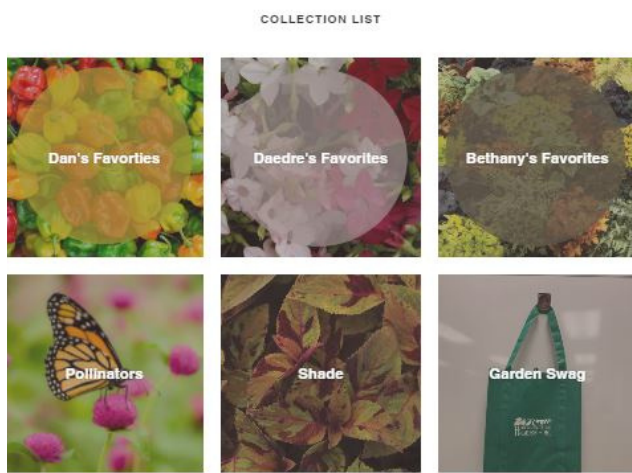 COLLECTION LIST
Dan's Favorties
Daedre's Favorites
Bethany's Favorites
Pollinators
Shade
Garden Swag